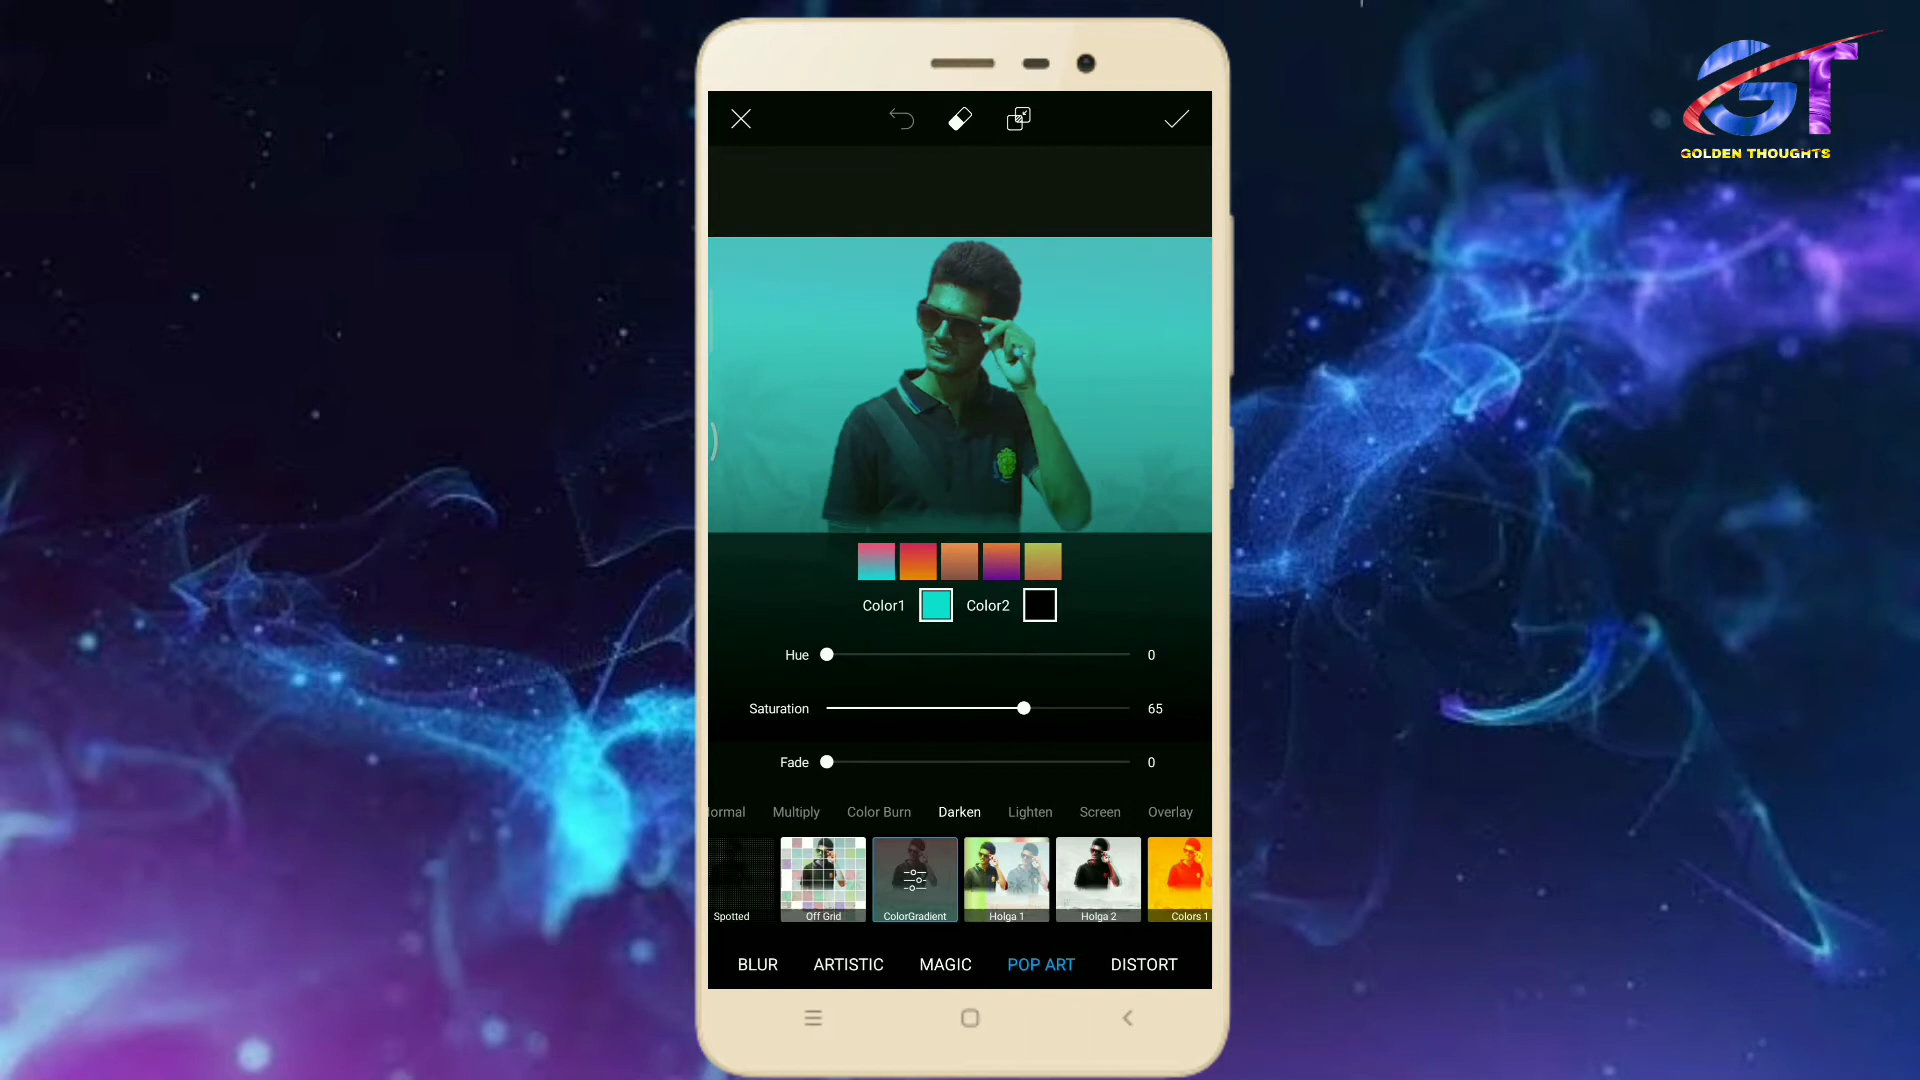 GT
GOLDEN THOUGHTS
Color1 Color2
Hue 0
Saturation 65
Fade 0
ormal Multiply Color Burn Darken Lighten Screen Overlay
Spotted Off Grid ColorGradient Holga 1 Holga 2 Colors 1
BLUR ARTISTIC MAGIC POP ART DISTORT